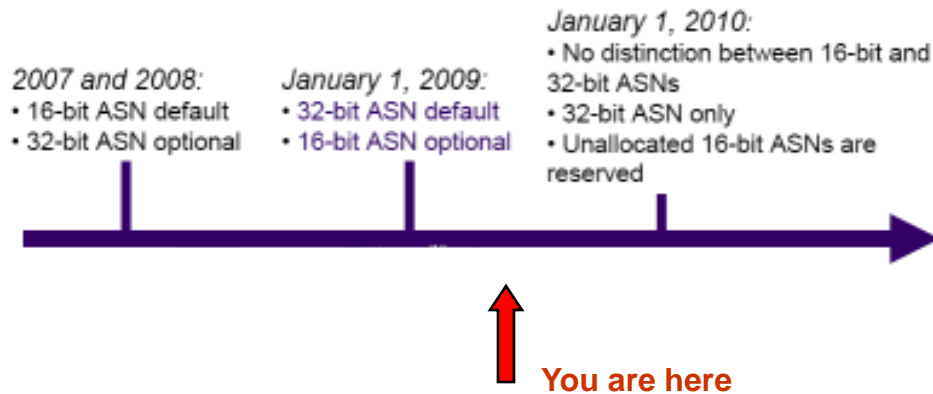 2007 and 2008:
• 16-bit ASN default
• 32-bit ASN optional
January 1, 2009:
• 32-bit ASN default
• 16-bit ASN optional
January 1, 2010:
• No distinction between 16-bit and
32-bit ASNs
• 32-bit ASN only
• Unallocated 16-bit ASNs are
reserved
You are here